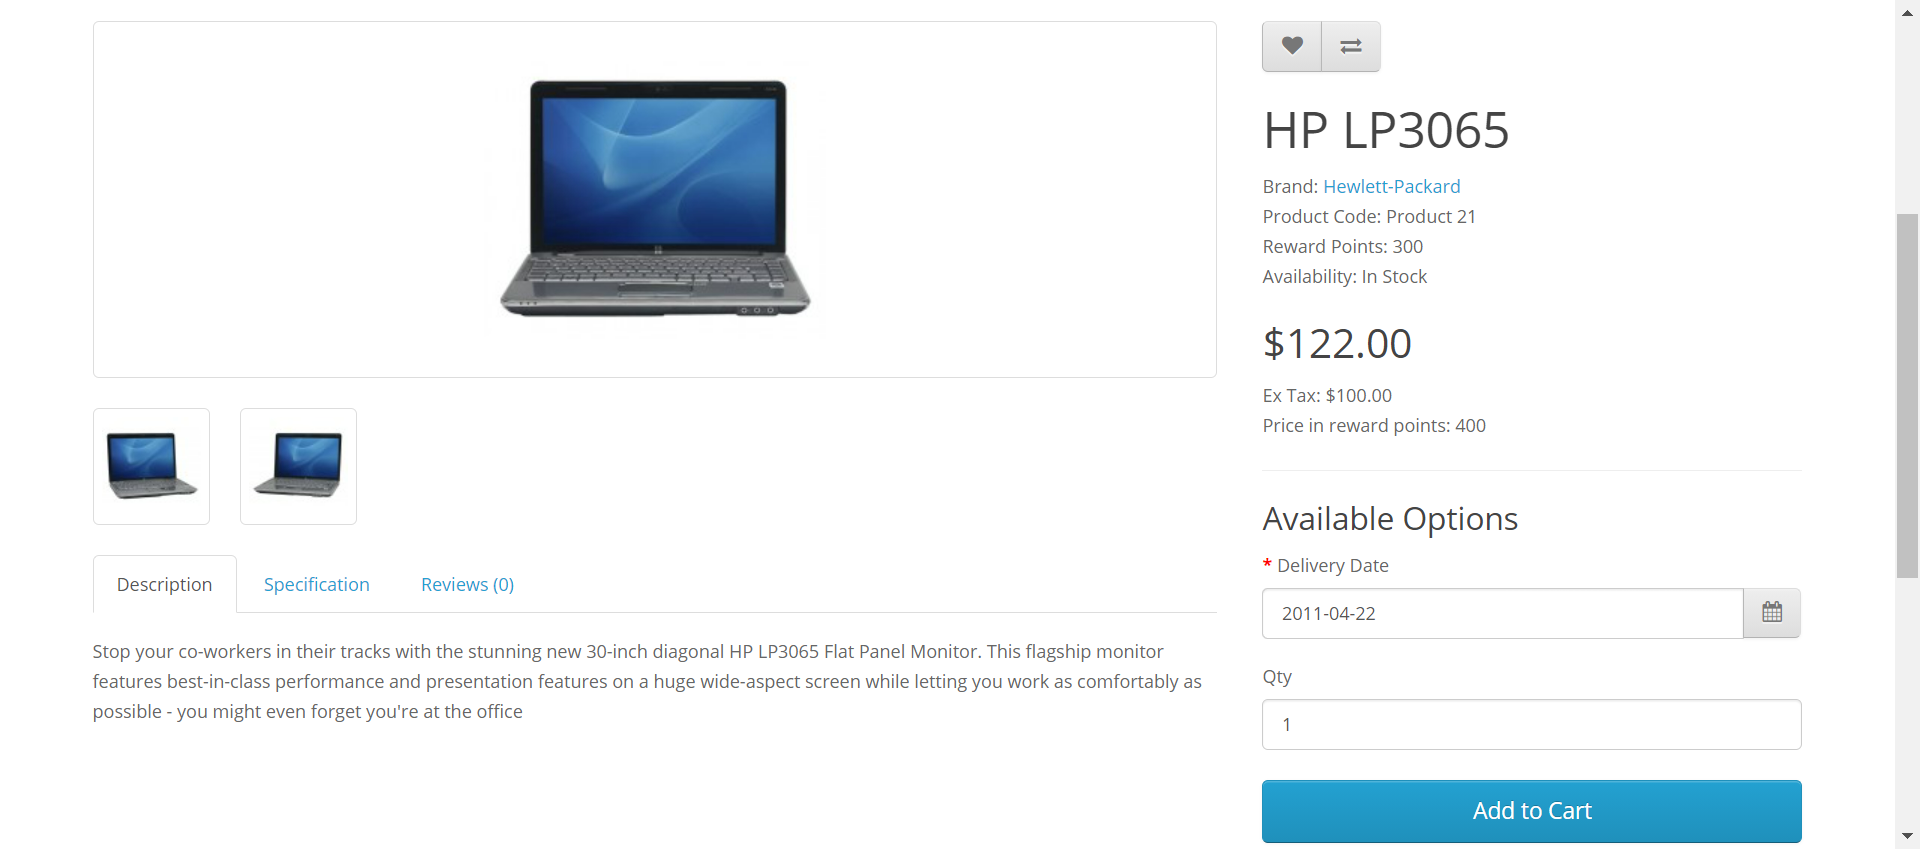 HP LP3065
Brand: Hewlett-Packard
Product Code: Product 21
Reward Points: 300
Availability: In Stock
$122.00
Ex Tax: $100.00
Price in reward points: 400
Available Options
* Delivery Date
2011-04-22
Qty
1
Add to Cart
Description
Specification
Reviews (0)
Stop your co-workers in their tracks with the stunning new 30-inch diagonal HP LP3065 Flat Panel Monitor. This flagship monitor
features best-in-class performance and presentation features on a huge wide-aspect screen while letting you work as comfortably as
possible - you might even forget you're at the office